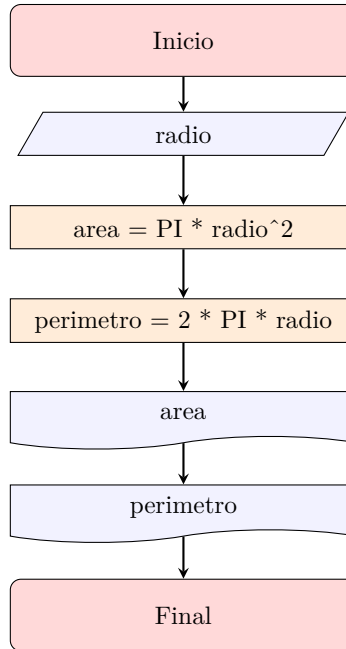 Inicio
radio
area = PI * radio^2
perimetro = 2 * PI * radio
area
perimetro
Final